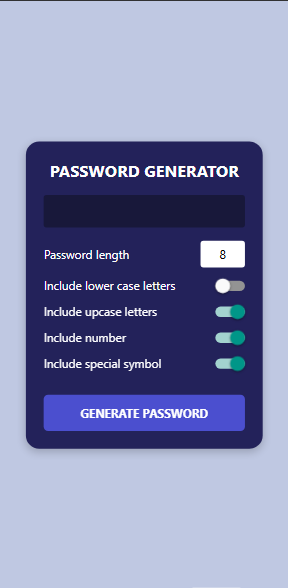 PASSWORD GENERATOR
Password length 8
Include lower case letters
Include upcase letters
Include number
Include special symbol
GENERATE PASSWORD